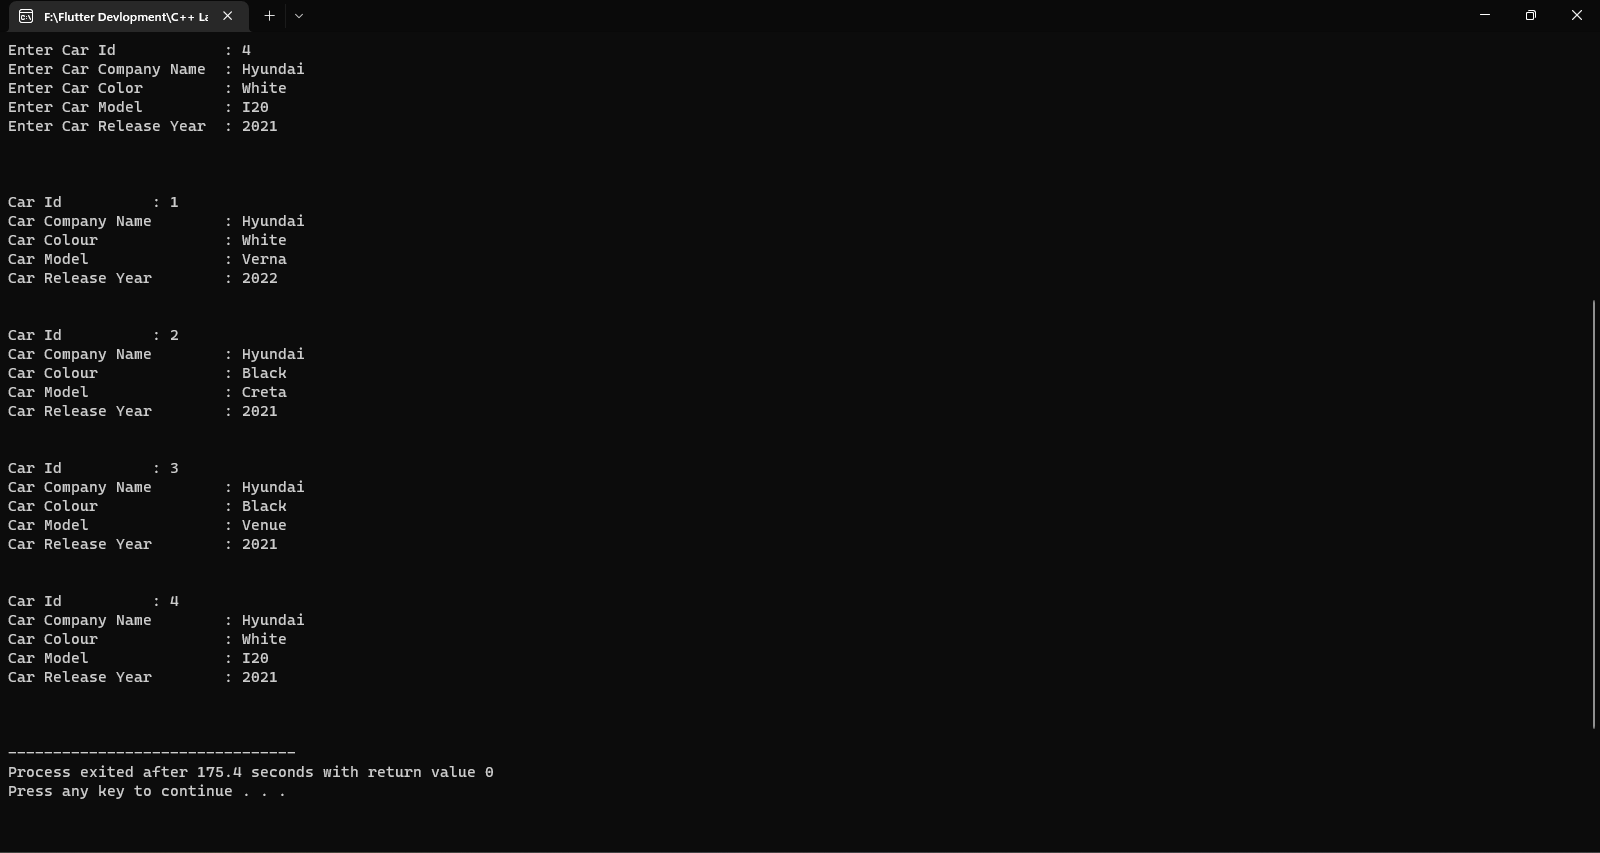 F:\Flutter Devlopment\C++ La
Enter Car Id : 4
Enter Car Company Name : Hyundai
Enter Car Color : White
Enter Car Model : I20
Enter Car Release Year : 2021
Car Id : 1
Car Company Name : Hyundai
Car Colour : White
Car Model : Verna
Car Release Year : 2022
Car Id : 2
Car Company Name : Hyundai
Car Colour : Black
Car Model : Creta
Car Release Year : 2021
Car Id : 3
Car Company Name : Hyundai
Car Colour : Black
Car Model : Venue
Car Release Year : 2021
Car Id : 4
Car Company Name : Hyundai
Car Colour : White
Car Model : I20
Car Release Year : 2021
--------------------------------
Process exited after 175.4 seconds with return value 0
Press any key to continue . . .